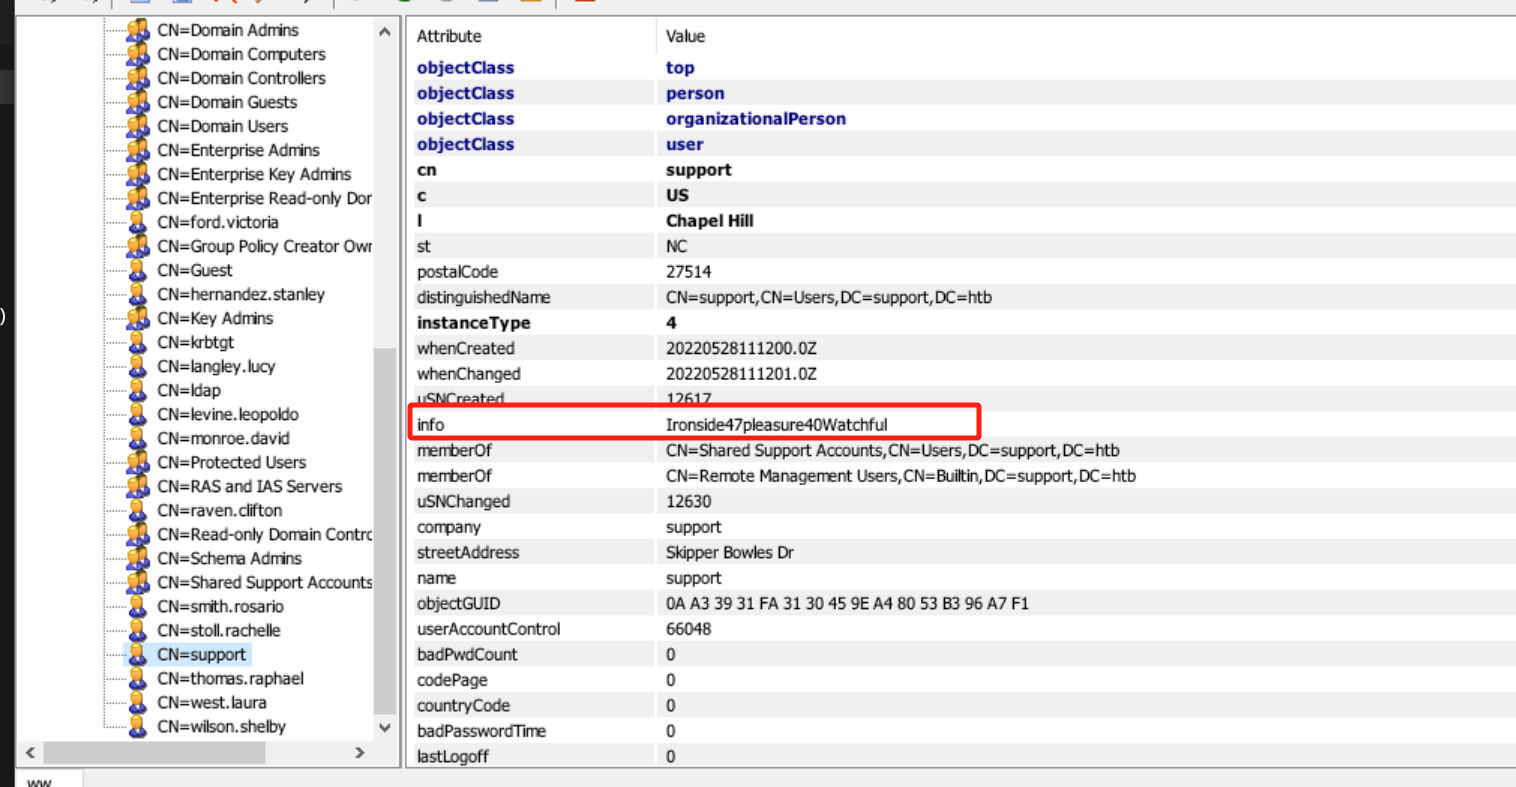 CN=Domain Admins
CN=Domain Computers
CN=Domain Controllers
CN=Domain Guests
CN=Domain Users
CN=Enterprise Admins
CN=Enterprise Key Admins
CN=Enterprise Read-only Dor
CN=ford.victoria
CN=Group Policy Creator Owr
CN=Guest
CN=hernandez.stanley
CN=Key Admins
CN=krbtgt
CN=langley.lucy
CN=ldap
CN=levine.leopoldo
CN=monroe.david
CN=Protected Users
CN=RAS and IAS Servers
CN=raven.clifton
CN=Read-only Domain Contrc
CN=Schema Admins
CN=Shared Support Accounts
CN=smith.rosario
CN=stoll.rachelle
CN=support
CN=thomas.raphael
CN=west.laura
CN=wilson.shelby
Attribute Value
objectClass top
objectClass person
objectClass organizationalPerson
objectClass user
cn support
c US
l Chapel Hill
st NC
postalCode 27514
distinguishedName CN=support,CN=Users,DC=support,DC=htb
instanceType 4
whenCreated 20220528111200.0Z
whenChanged 20220528111201.0Z
uSNCreated 12617
info Ironside47pleasure40Watchful
memberOf CN=Shared Support Accounts,CN=Users,DC=support,DC=htb
memberOf CN=Remote Management Users,CN=Builtin,DC=support,DC=htb
uSNChanged 12630
company support
streetAddress Skipper Bowles Dr
name support
objectGUID 0A A3 39 31 FA 31 30 45 9E A4 80 53 B3 96 A7 F1
userAccountControl 66048
badPwdCount 0
codePage 0
countryCode 0
badPasswordTime 0
lastLogoff 0
)